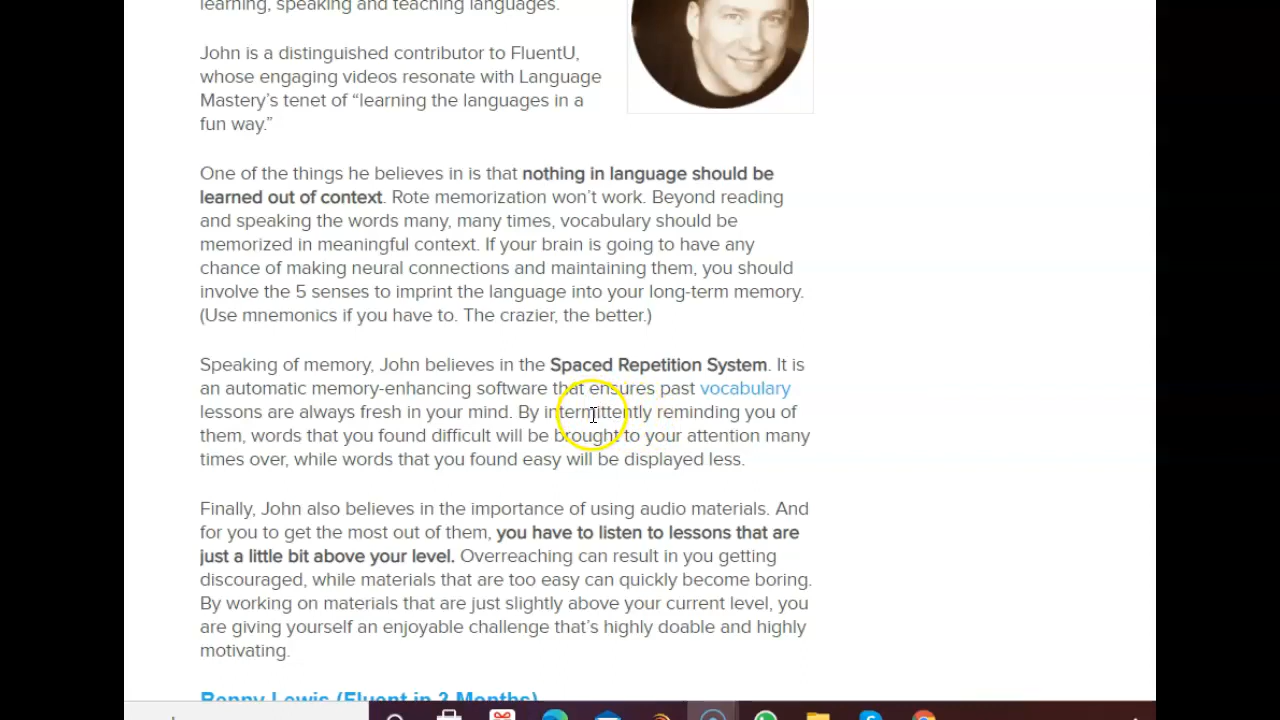 learning, speaking and teaching languages.
John is a distinguished contributor to FluentU,
whose engaging videos resonate with Language
Mastery’s tenet of “learning the languages in a
fun way.”
One of the things he believes in is that nothing in language should be
learned out of context. Rote memorization won’t work. Beyond reading
and speaking the words many, many times, vocabulary should be
memorized in meaningful context. If your brain is going to have any
chance of making neural connections and maintaining them, you should
involve the 5 senses to imprint the language into your long-term memory.
(Use mnemonics if you have to. The crazier, the better.)
Speaking of memory, John believes in the Spaced Repetition System. It is
an automatic memory-enhancing software that ensures past vocabulary
lessons are always fresh in your mind. By intermittently reminding you of
them, words that you found difficult will be brought to your attention many
times over, while words that you found easy will be displayed less.
Finally, John also believes in the importance of using audio materials. And
for you to get the most out of them, you have to listen to lessons that are
just a little bit above your level. Overreaching can result in you getting
discouraged, while materials that are too easy can quickly become boring.
By working on materials that are just slightly above your current level, you
are giving yourself an enjoyable challenge that’s highly doable and highly
motivating.
Benny Lewis (Fluent in 3 Months)